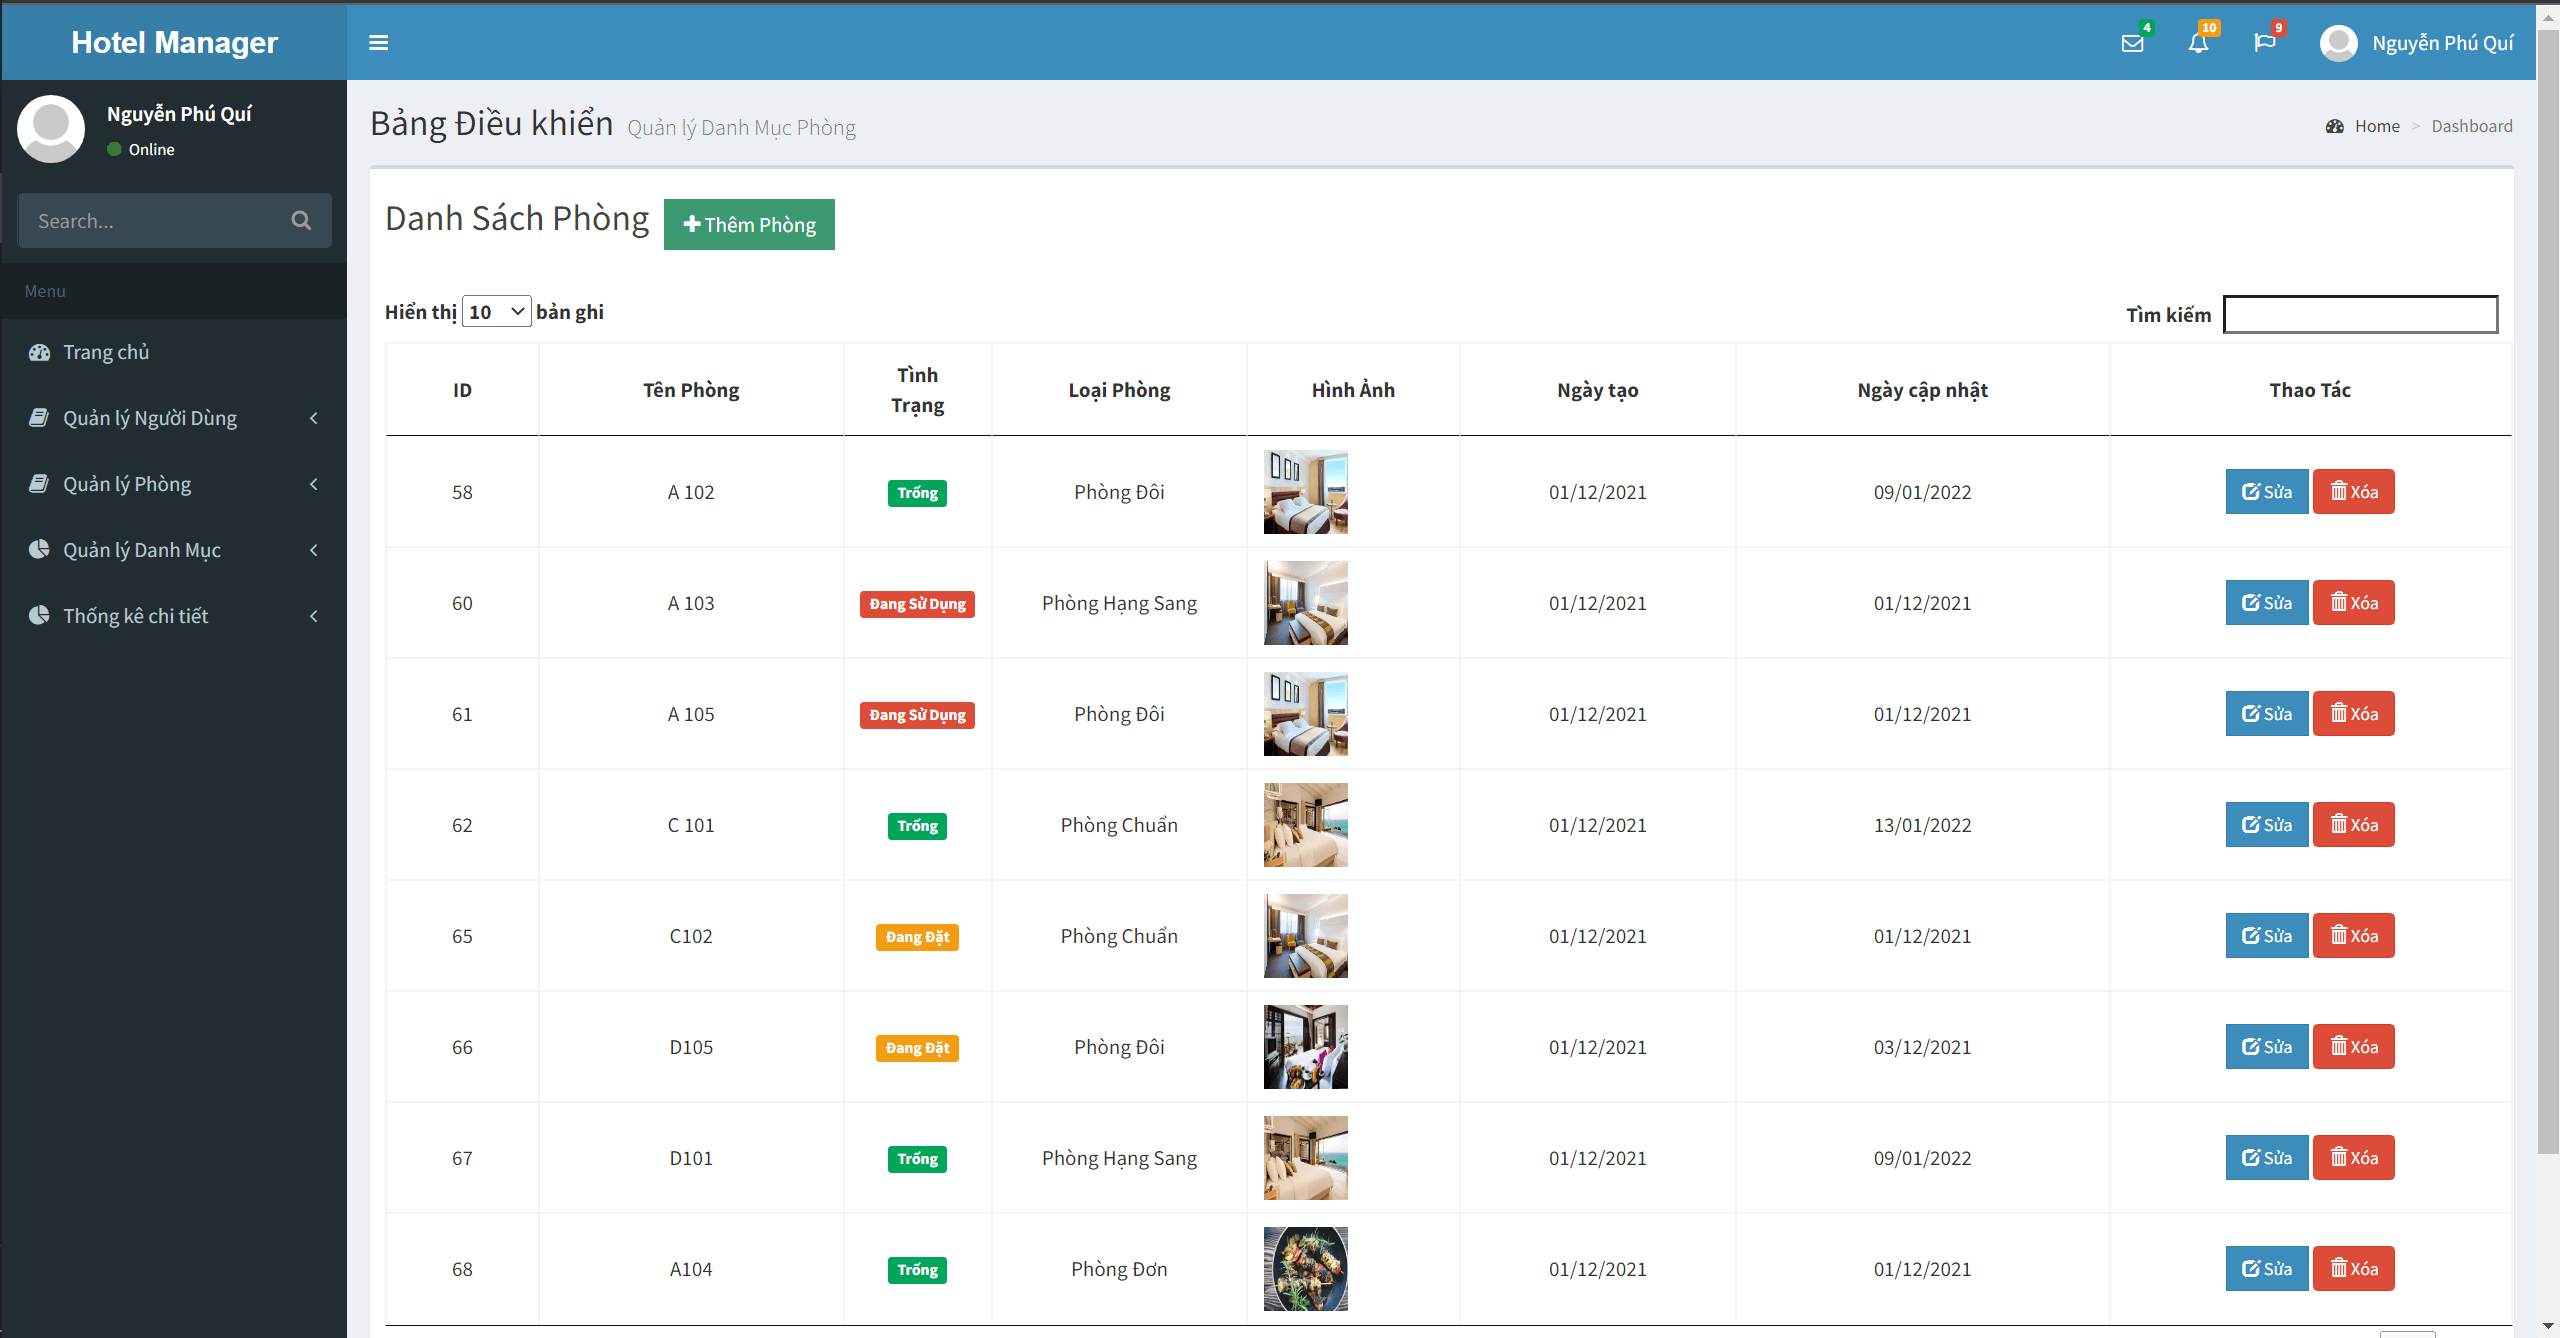 Hotel Manager
4
10
9
Nguyễn Phú Quí
Nguyễn Phú Quí
Online
Search...
Menu
Trang chủ
Quản lý Người Dùng
Quản lý Phòng
Quản lý Danh Mục
Thống kê chi tiết
Bảng Điều khiển Quản lý Danh Mục Phòng
Home > Dashboard
Danh Sách Phòng Thêm Phòng
Hiển thị 10 bản ghi
Tìm kiếm
ID Tên Phòng Tình Trạng Loại Phòng Hình Ảnh Ngày tạo Ngày cập nhật Thao Tác
58 A 102 Trống Phòng Đôi 01/12/2021 09/01/2022 Sửa Xóa
60 A 103 Đang Sử Dụng Phòng Hạng Sang 01/12/2021 01/12/2021 Sửa Xóa
61 A 105 Đang Sử Dụng Phòng Đôi 01/12/2021 01/12/2021 Sửa Xóa
62 C 101 Trống Phòng Chuẩn 01/12/2021 13/01/2022 Sửa Xóa
65 C102 Đang Đặt Phòng Chuẩn 01/12/2021 01/12/2021 Sửa Xóa
66 D105 Đang Đặt Phòng Đôi 01/12/2021 03/12/2021 Sửa Xóa
67 D101 Trống Phòng Hạng Sang 01/12/2021 09/01/2022 Sửa Xóa
68 A104 Trống Phòng Đơn 01/12/2021 01/12/2021 Sửa Xóa